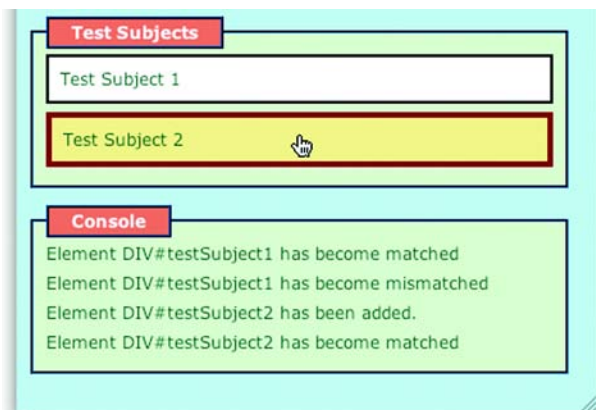 Test Subjects
Test Subject 1
Test Subject 2
Console
Element DIV#testSubject1 has become matched
Element DIV#testSubject1 has become mismatched
Element DIV#testSubject2 has been added.
Element DIV#testSubject2 has become matched